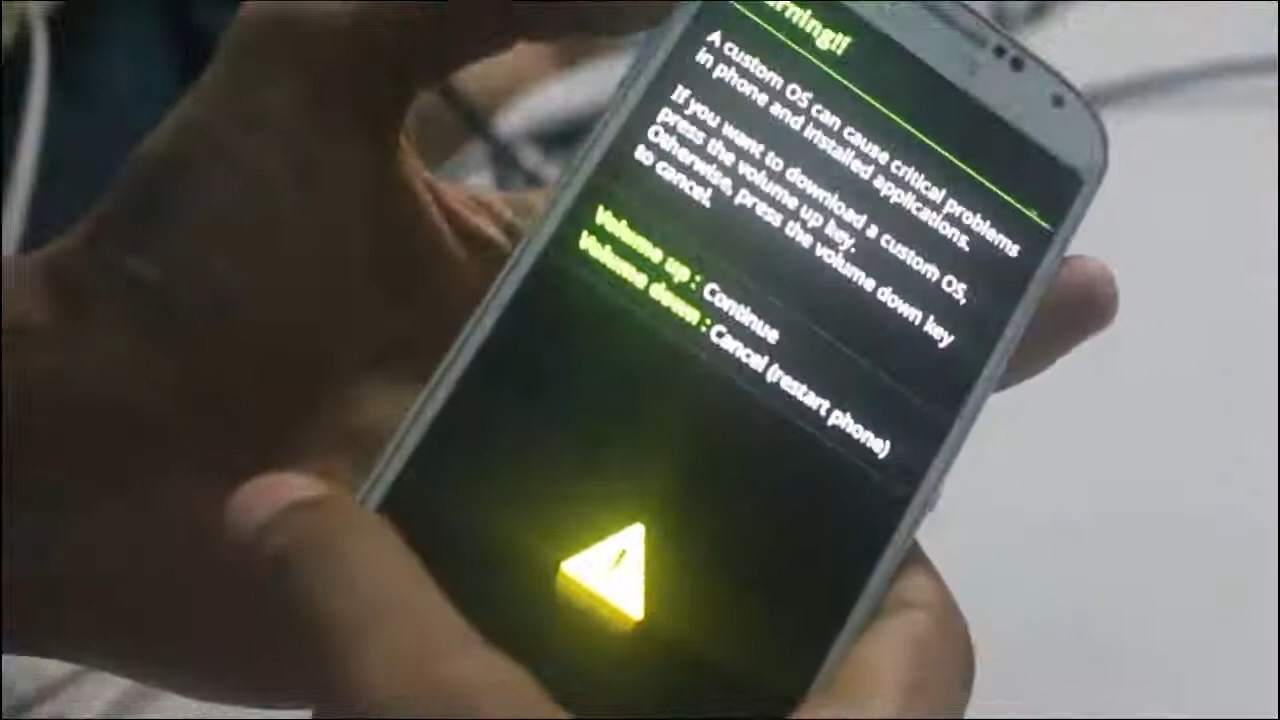 A custom OS can cause critical problems
in phone and installed applications.
If you want to download a custom OS,
press the volume up key.
Otherwise, press the volume down key
to cancel.
Volume up : Continue
Volume down : Cancel (restart phone)